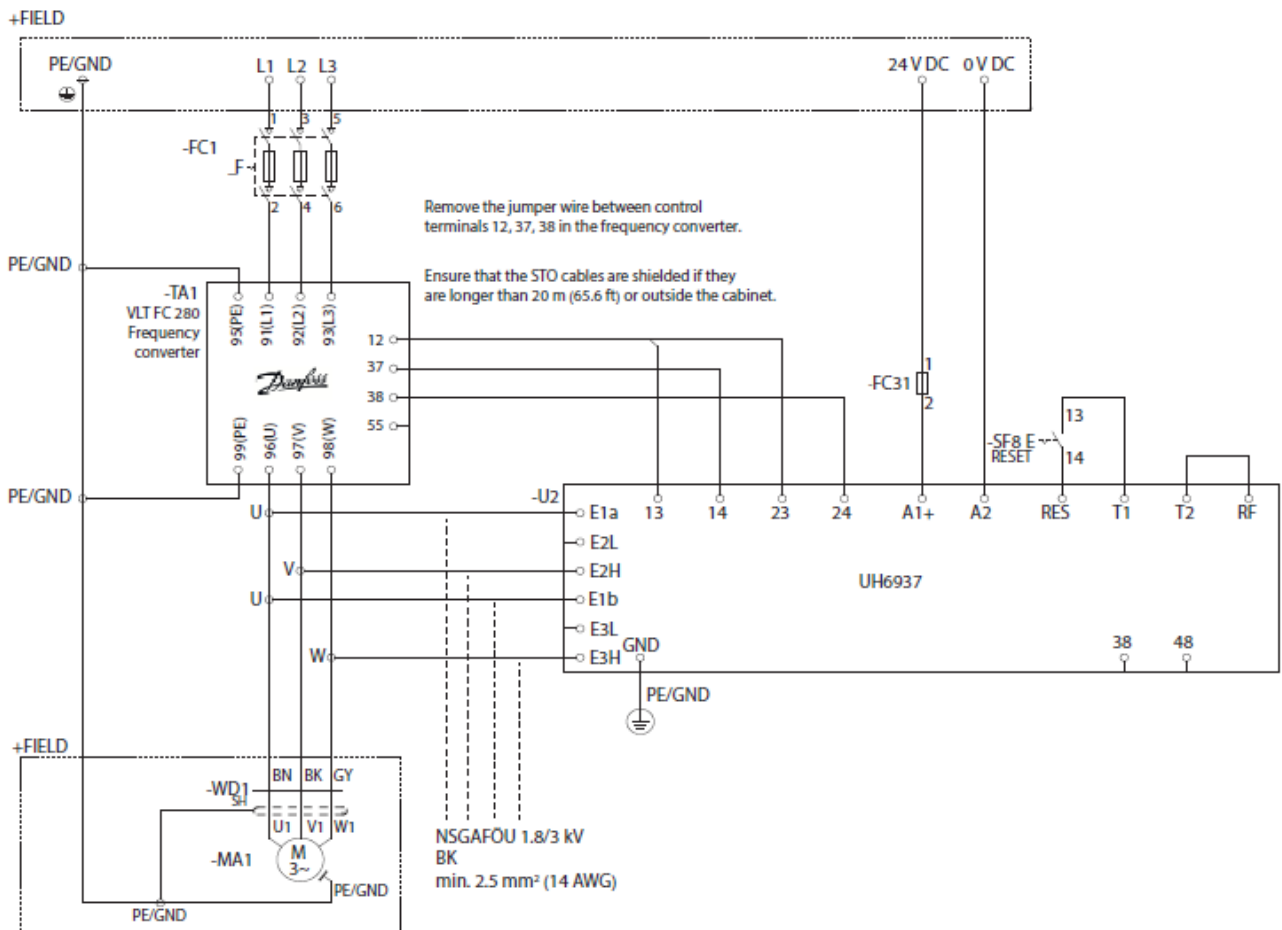 +FIELD
PE/GND
L1 L2 L3
24 V DC 0 V DC
1 3 5
-FC1
_F
2 4 6
Remove the jumper wire between control
terminals 12, 37, 38 in the frequency converter.
Ensure that the STO cables are shielded if they
are longer than 20 m (65.6 ft) or outside the cabinet.
PE/GND
-TA1
VLT FC 280
Frequency
converter
95(PE) 91(L1) 92(L2) 93(L3)
12
37
38
55
Danfoss
99(PE) 96(U) 97(V) 98(W)
-FC31
1
2
13
-SF8 E
RESET
14
PE/GND
-U2
13 14 23 24 A1+ A2 RES T1 T2 RF
U
E1a
E2L
V
E2H
UH6937
U
E1b
E3L
W
E3H
GND
38 48
PE/GND
+FIELD
BN BK GY
-WD1
SH
U1 V1 W1
-MA1
M
3~
PE/GND
PE/GND
NSGAFÖU 1.8/3 kV
BK
min. 2.5 mm² (14 AWG)